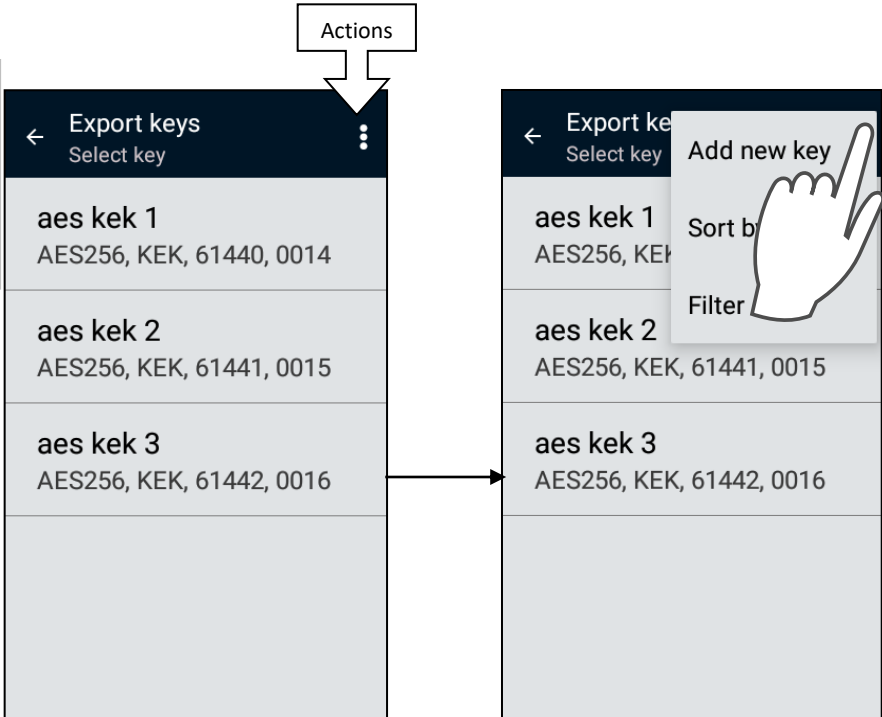 Actions
Export keys
Select key
aes kek 1
AES256, KEK, 61440, 0014
aes kek 2
AES256, KEK, 61441, 0015
aes kek 3
AES256, KEK, 61442, 0016
Export ke
Select key
Add new key
Sort b
Filter
aes kek 1
AES256, KEK
aes kek 2
AES256, KEK, 61441, 0015
aes kek 3
AES256, KEK, 61442, 0016